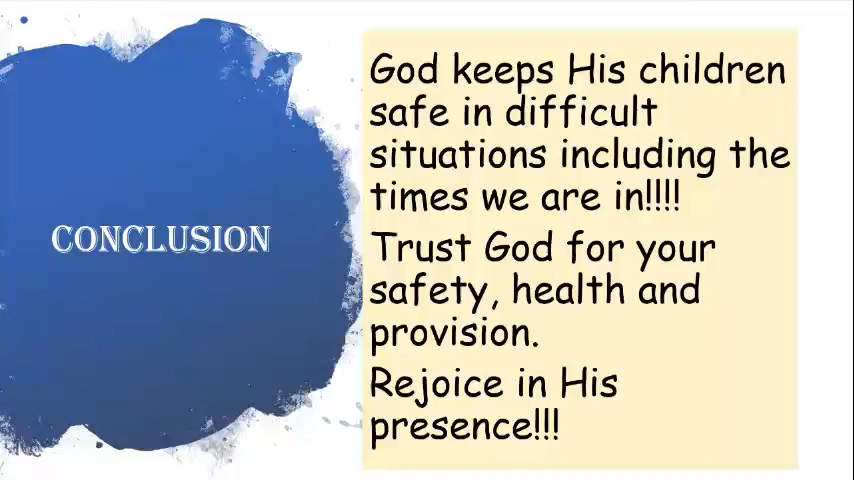 CONCLUSION
God keeps His children
safe in difficult
situations including the
times we are in!!!!
Trust God for your
safety, health and
provision.
Rejoice in His
presence!!!